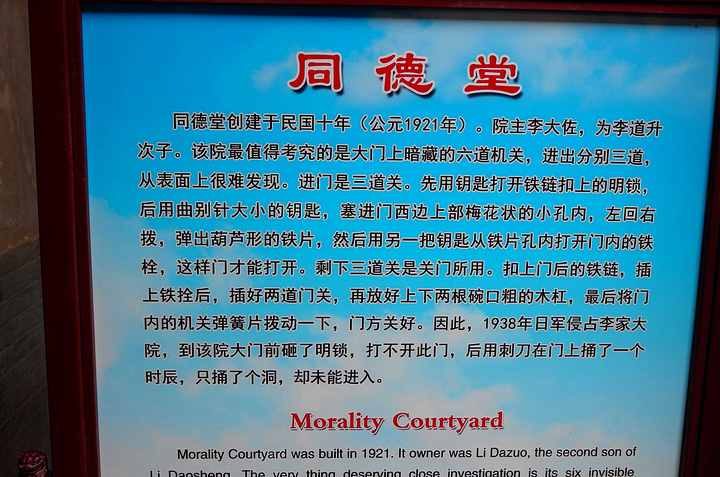 同德堂
同德堂创建于民国十年（公元1921年）。院主李大佐，为李道升
次子。该院最值得考究的是大门上暗藏的六道机关，进出分别三道，
从表面上很难发现。进门是三道关。先用钥匙打开铁链扣上的明锁，
后用曲别针大小的钥匙，塞进门西边上部梅花状的小孔内，左回右
拨，弹出葫芦形的铁片，然后用另一把钥匙从铁片孔内打开门内的铁
栓，这样门才能打开。剩下三道关是关门所用。扣上门后的铁链，插
上铁拴后，插好两道门关，再放好上下两根碗口粗的木杠，最后将门
内的机关弹簧片拨动一下，门方关好。因此，1938年日军侵占李家大
院，到该院大门前砸了明锁，打不开此门，后用刺刀在门上捅了一个
时辰，只捅了个洞，却未能进入。
Morality Courtyard
Morality Courtyard was built in 1921. It owner was Li Dazuo, the second son of
Li Daosheng. The very thing deserving close investigation is its six invisible